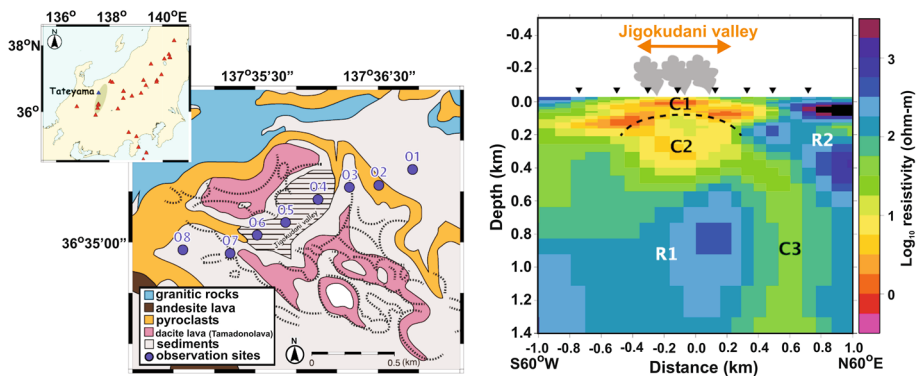 136° 138° 140°E
38°N
N
Tateyama
36°
137°35'30" 137°36'30"
01
02
03
04
05
06
07
08
Jigokudani valley
36°35'00"
granitic rocks
andesite lava
pyroclasts
dacite lava (Tamadonolava)
sediments
observation sites
N
0 0.5 (km)
Jigokudani valley
-0.4
-0.2
0.0
0.2
0.4
0.6
0.8
1.0
1.2
1.4
Depth (km)
C1
C2
R2
R1
C3
-1.0 -0.8 -0.6 -0.4 -0.2 0.0 0.2 0.4 0.6 0.8 1.0
S60°W Distance (km) N60°E
3
2
1
0
Log10 resistivity (ohm-m)